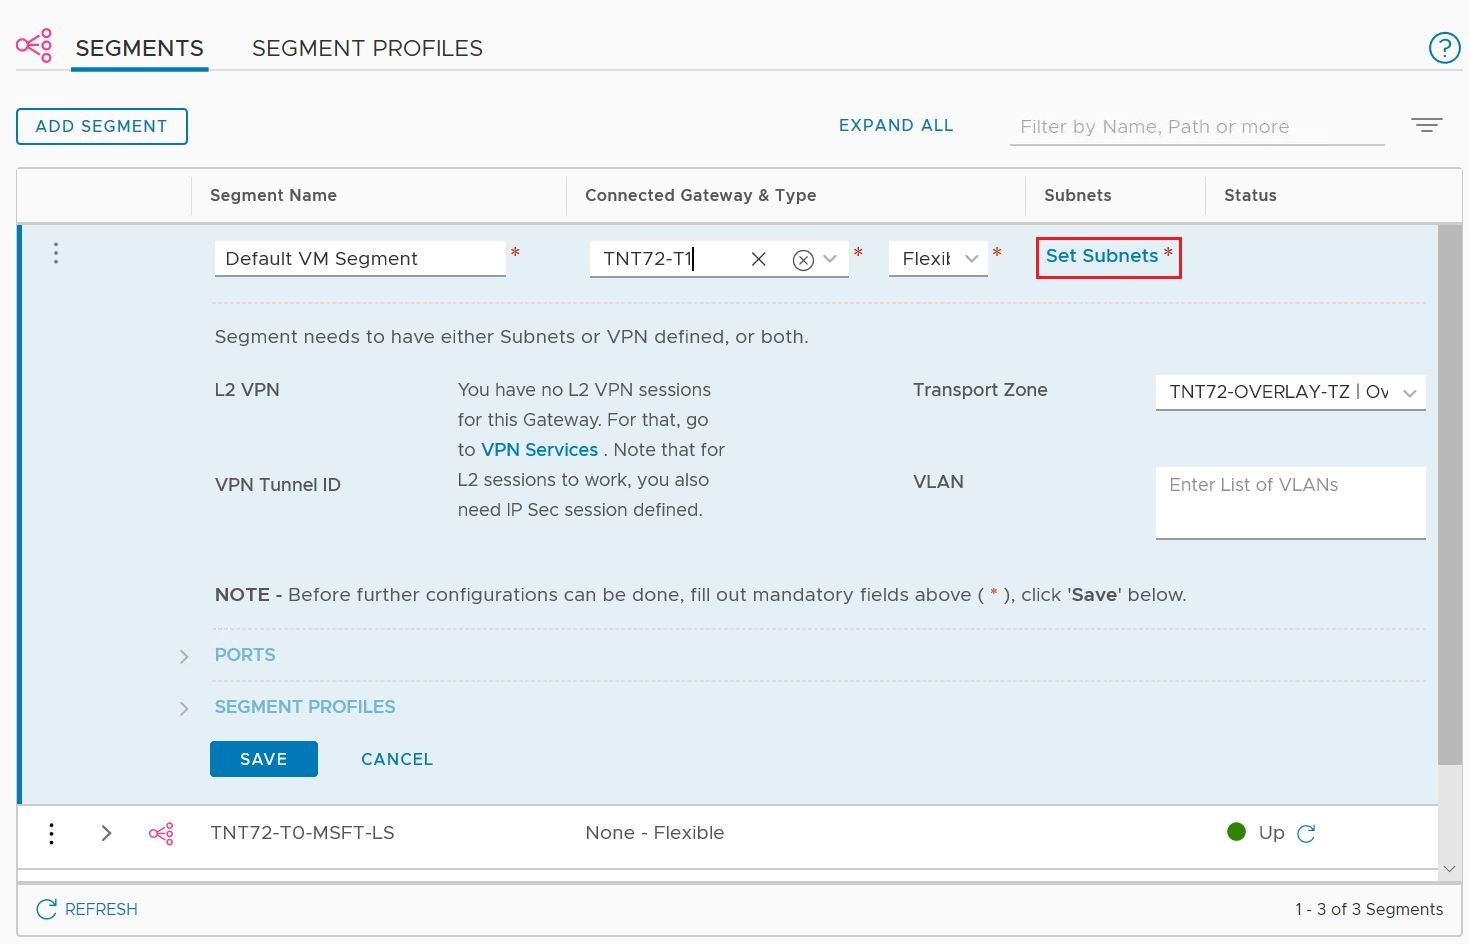 SEGMENTS
SEGMENT PROFILES
?
ADD SEGMENT
EXPAND ALL
Filter by Name, Path or more
Segment Name
Connected Gateway & Type
Subnets
Status
Default VM Segment *
TNT72-T1 *
Flexib *
Set Subnets *
Segment needs to have either Subnets or VPN defined, or both.
L2 VPN
You have no L2 VPN sessions
for this Gateway. For that, go
to VPN Services . Note that for
L2 sessions to work, you also
need IP Sec session defined.
Transport Zone
TNT72-OVERLAY-TZ | Ov
VPN Tunnel ID
VLAN
Enter List of VLANs
NOTE - Before further configurations can be done, fill out mandatory fields above ( * ), click 'Save' below.
PORTS
SEGMENT PROFILES
SAVE
CANCEL
TNT72-T0-MSFT-LS
None - Flexible
Up
REFRESH
1 - 3 of 3 Segments